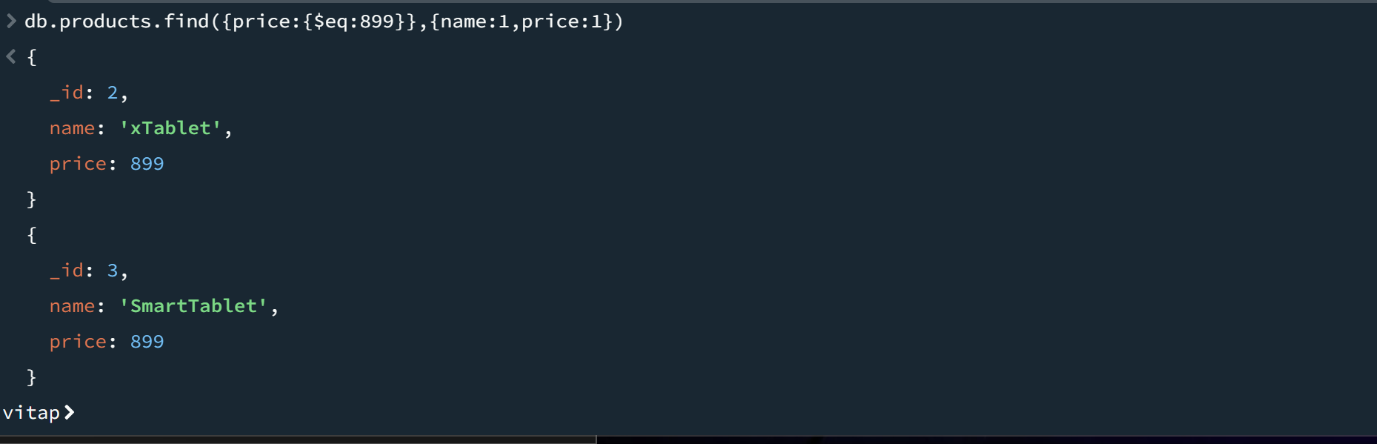 > db.products.find({price:{$eq:899}},{name:1,price:1})
< {
_id: 2,
name: 'xTablet',
price: 899
}
{
_id: 3,
name: 'SmartTablet',
price: 899
}
vitap>